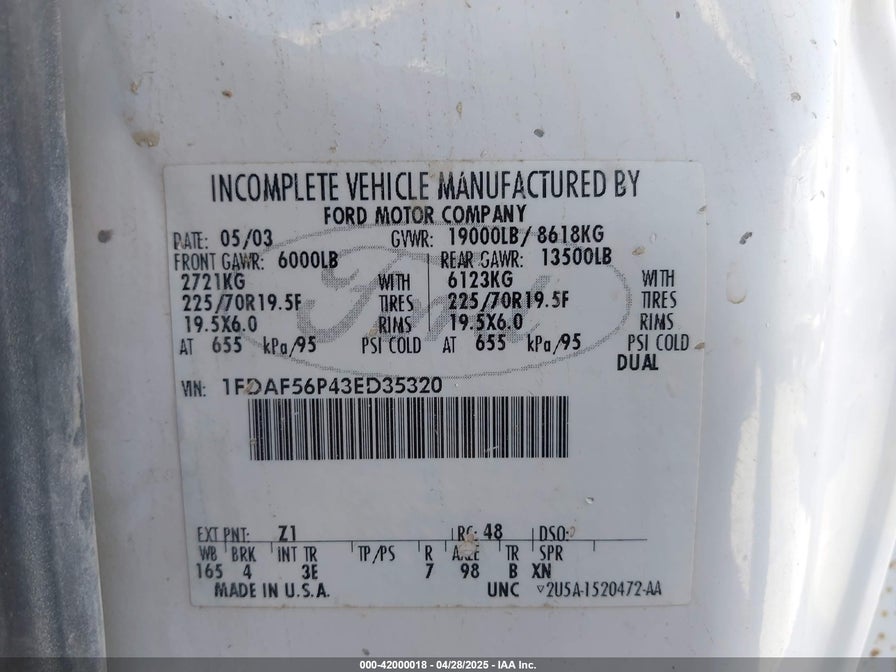 INCOMPLETE VEHICLE MANUFACTURED BY
FORD MOTOR COMPANY
DATE: 05/03 GVWR: 19000LB/ 8618KG
FRONT GAWR: 6000LB REAR GAWR: 13500LB
2721KG WITH 6123KG WITH
225/70R19.5F TIRES 225/70R19.5F TIRES
19.5X6.0 RIMS 19.5X6.0 RIMS
AT 655 kPa/95 PSI COLD AT 655 kPa/95 PSI COLD
DUAL
Ford
VIN: 1FDAF56P43ED35320
EXT PNT: Z1 RC: 48 DSO:
WB BRK INT TR TP/PS R AXLE TR SPR
165 4 3E 7 98 B XN
MADE IN U.S.A. UNC ▽2U5A-1520472-AA
000-42000018 - 04/28/2025 - IAA Inc.